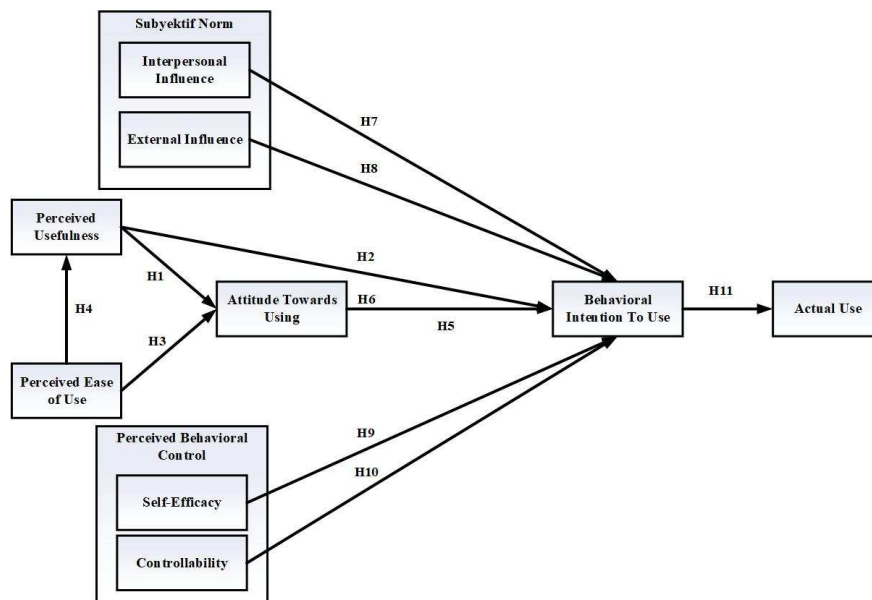 Subyektif Norm
Interpersonal
Influence
External Influence
H7
H8
Perceived
Usefulness
H1
H2
H4
H3
Attitude Towards
Using
H6
H5
Behavioral
Intention To Use
H11
Actual Use
Perceived Ease
of Use
Perceived Behavioral
Control
H9
H10
Self-Efficacy
Controllability